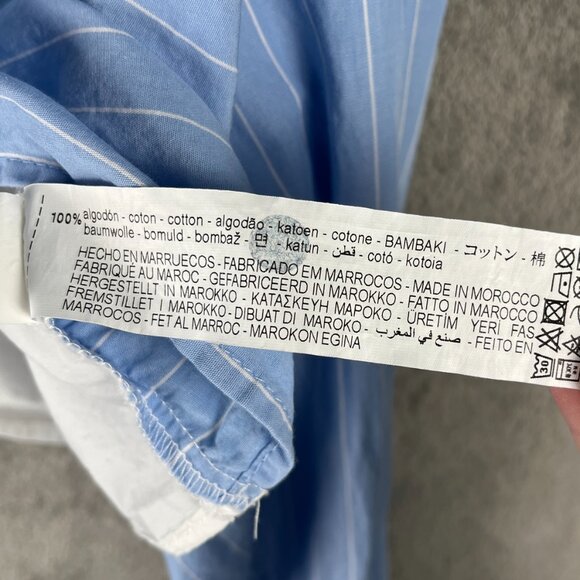 100% algodón - coton - cotton - algodão - katoen - cotone - BAMBAKI - コットン - 棉
baumwolle - bomuld - bombaž - 면 - katun - قطن - cotó - kotoia
HECHO EN MARRUECOS - FABRICADO EM MARROCOS - MADE IN MOROCCO
FABRIQUÉ AU MAROC - GEFABRICEERD IN MAROKKO - FATTO IN MAROCCO
HERGESTELLT IN MAROKKO - ΚΑΤΑΣΚΕΥΗ ΜΑΡΟΚΟ - ÜRETİM YERİ FAS
FREMSTILLET I MAROKKO - DIBUAT DI MAROKO - صنع في المغرب - FEITO EN
MARROCOS - FET AL MARROC - MAROKON EGINA